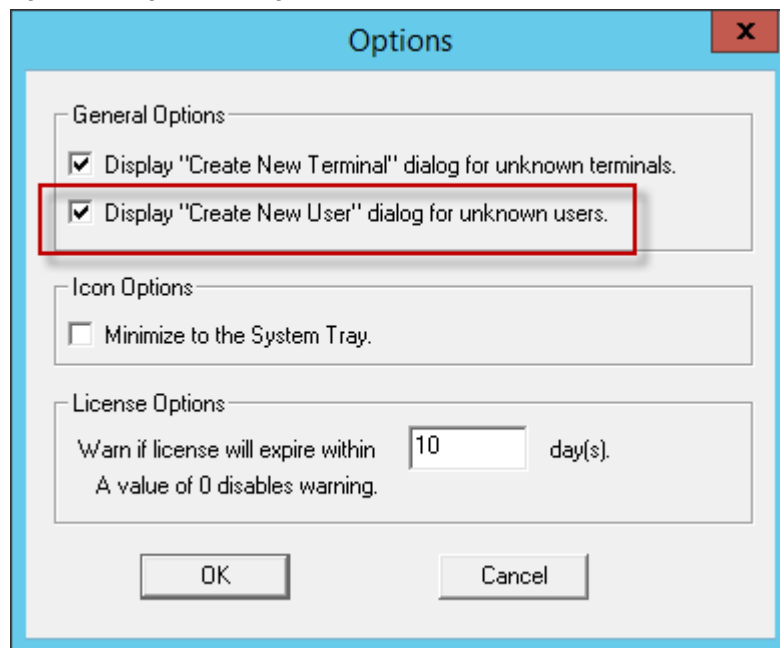 Options
x
General Options
Display "Create New Terminal" dialog for unknown terminals.
Display "Create New User" dialog for unknown users.
Icon Options
Minimize to the System Tray.
License Options
Warn if license will expire within 10 day(s).
A value of 0 disables warning.
OK Cancel